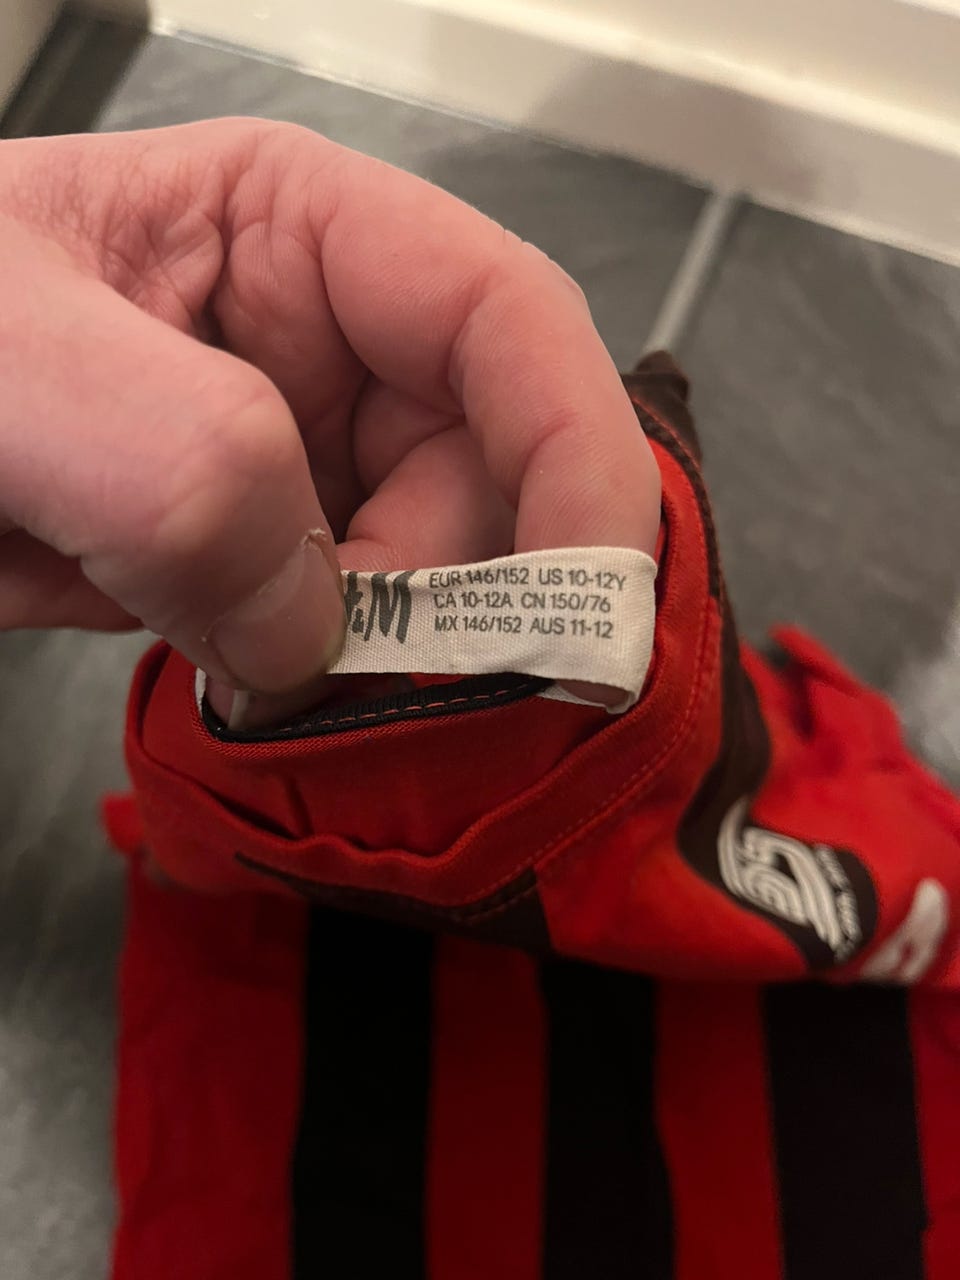 H&M
EUR 146/152 US 10-12Y
CA 10-12A CN 150/76
MX 146/152 AUS 11-12